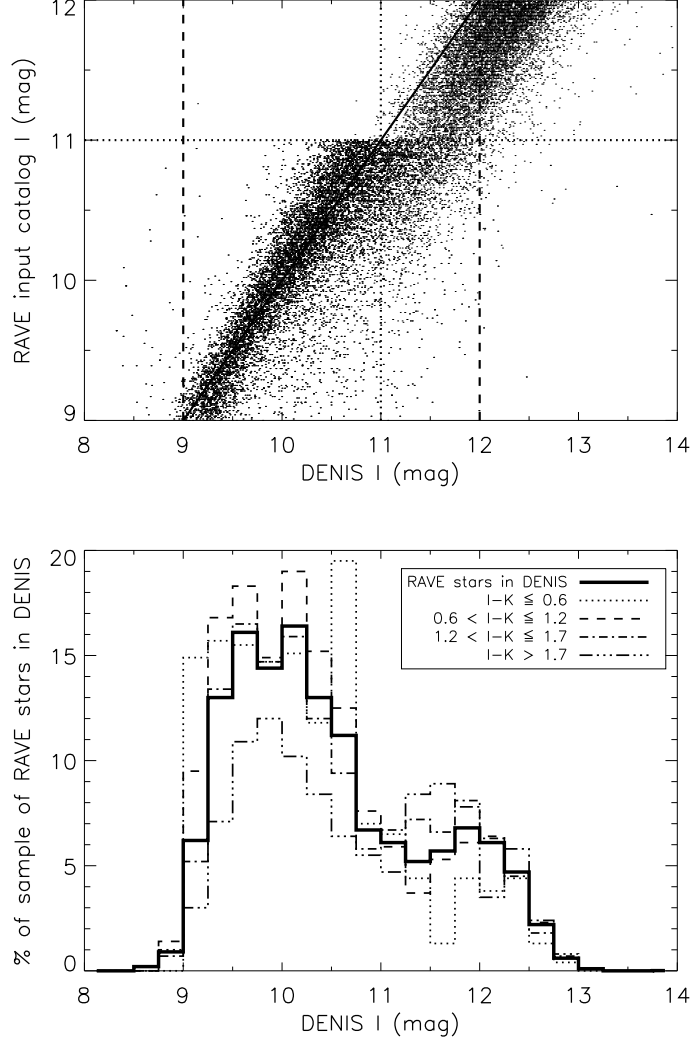 12
11
10
9
RAVE input catalog I (mag)
8 9 10 11 12 13 14
DENIS I (mag)
20
15
10
5
0
% of sample of RAVE stars in DENIS
RAVE stars in DENIS
I-K ≦ 0.6
0.6 < I-K ≦ 1.2
1.2 < I-K ≦ 1.7
I-K > 1.7
8 9 10 11 12 13 14
DENIS I (mag)